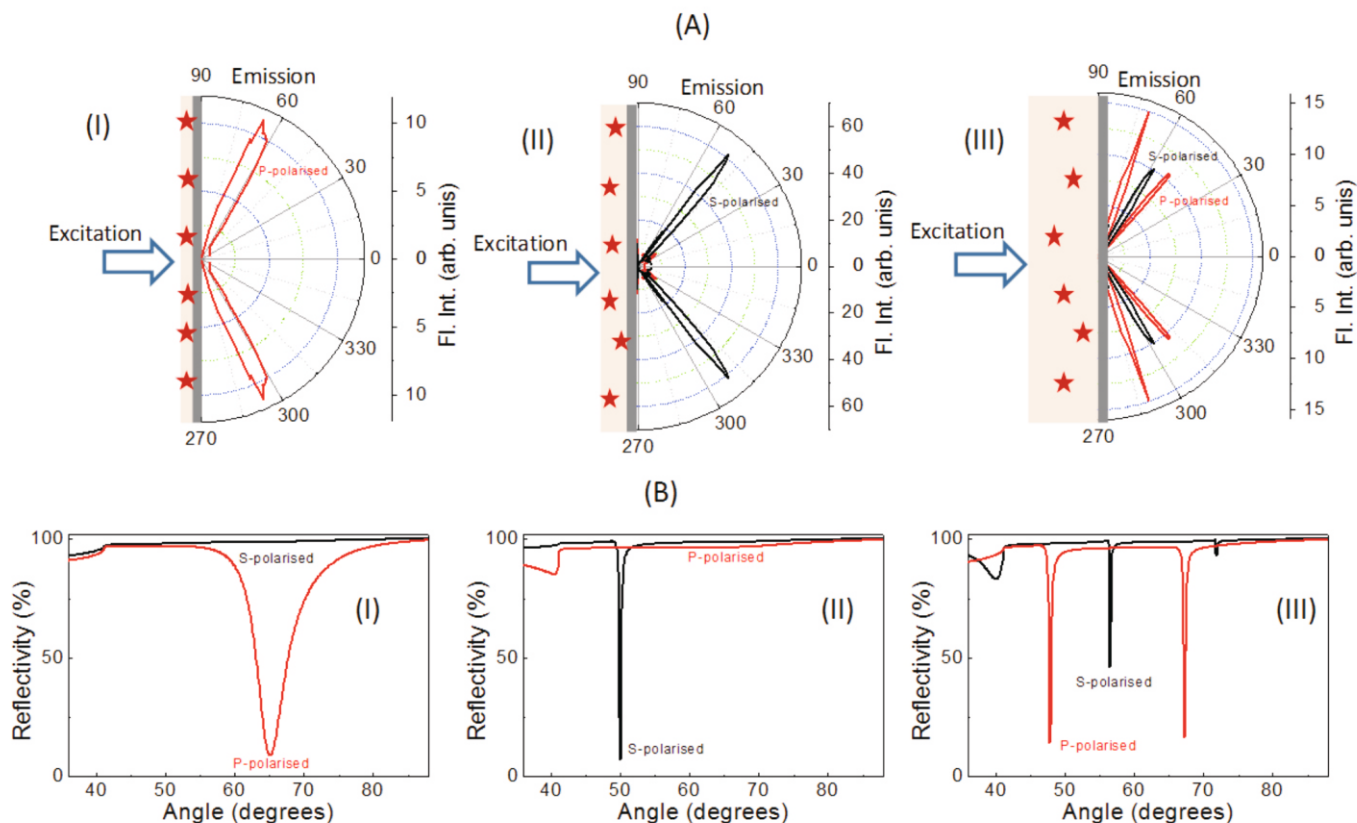 (A)
(I)
Excitation
90
Emission
60
P-polarised
30
0
330
300
270
10
5
0
5
10
Fl. Int. (arb. unis)
(II)
Excitation
90
Emission
60
S-polarised
30
0
330
300
270
60
40
20
0
20
40
60
Fl. Int. (arb. unis)
(III)
Excitation
90
Emission
60
S-polarised
P-polarised
30
0
330
300
270
15
10
5
0
5
10
15
Fl. Int. (arb. unis)
(B)
100
50
0
Reflectivity (%)
S-polarised
(I)
P-polarised
40 50 60 70 80
Angle (degrees)
100
50
0
Reflectivity (%)
P-polarised
(II)
S-polarised
40 50 60 70 80
Angle (degrees)
100
50
0
Reflectivity (%)
(III)
S-polarised
P-polarised
40 50 60 70 80
Angle (degrees)